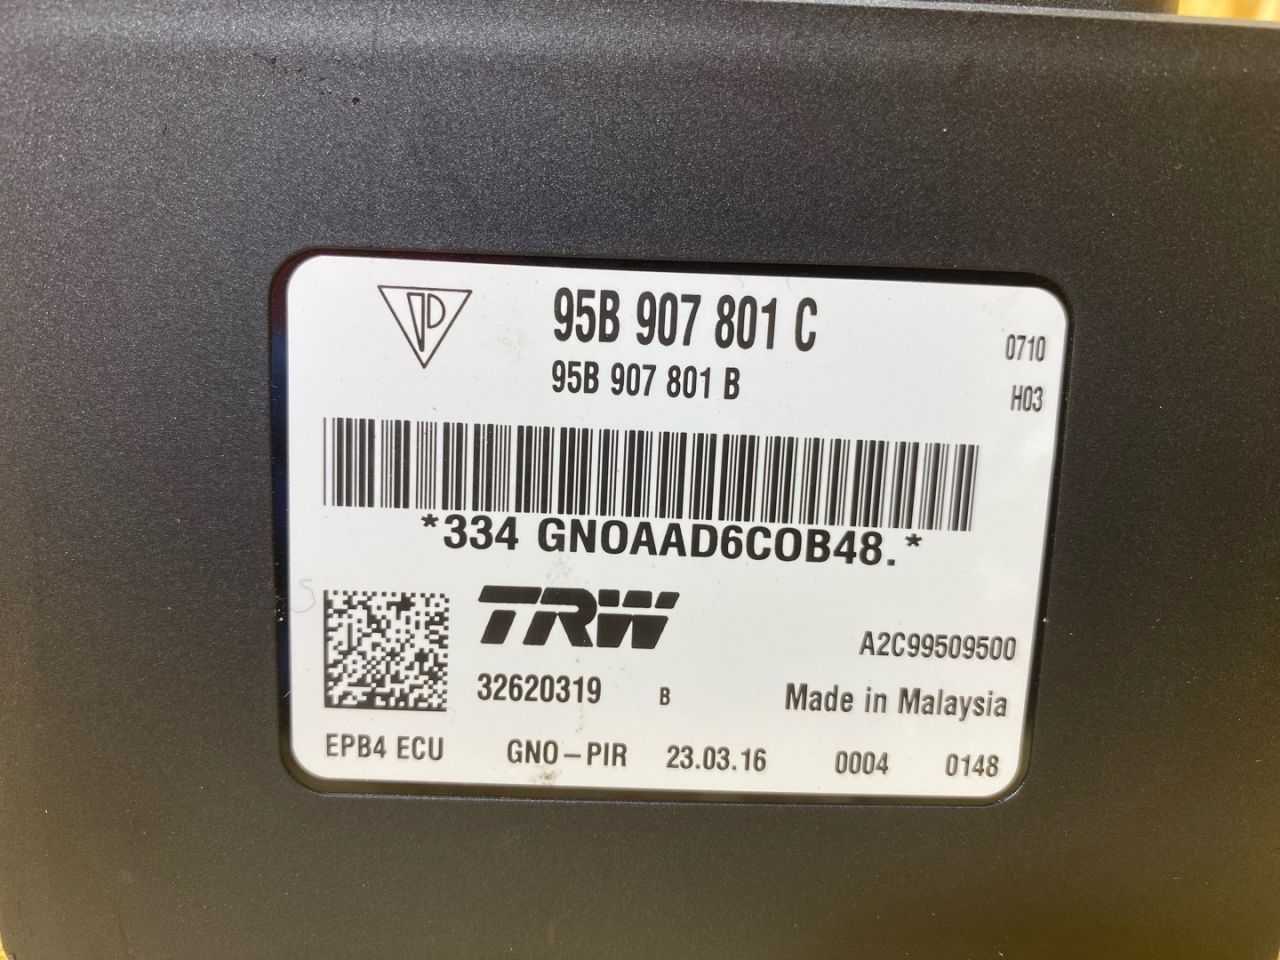 95B 907 801 C
95B 907 801 B
0710
H03
*334 GNOAAD6COB48.*
TRW
A2C99509500
32620319 B
Made in Malaysia
EPB4 ECU GNO-PIR 23.03.16 0004 0148